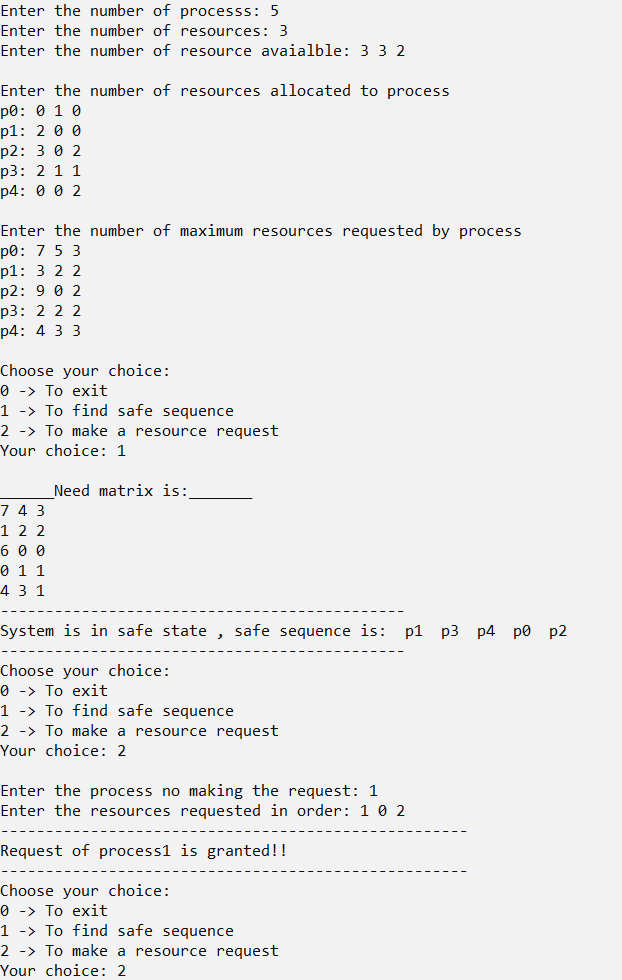 Enter the number of processs: 5
Enter the number of resources: 3
Enter the number of resource avaialble: 3 3 2
Enter the number of resources allocated to process
p0: 0 1 0
p1: 2 0 0
p2: 3 0 2
p3: 2 1 1
p4: 0 0 2
Enter the number of maximum resources requested by process
p0: 7 5 3
p1: 3 2 2
p2: 9 0 2
p3: 2 2 2
p4: 4 3 3
Choose your choice:
0 -> To exit
1 -> To find safe sequence
2 -> To make a resource request
Your choice: 1
______Need matrix is:_______
7 4 3
1 2 2
6 0 0
0 1 1
4 3 1
---------------------------------------------
System is in safe state , safe sequence is:  p1  p3  p4  p0  p2
---------------------------------------------
Choose your choice:
0 -> To exit
1 -> To find safe sequence
2 -> To make a resource request
Your choice: 2
Enter the process no making the request: 1
Enter the resources requested in order: 1 0 2
----------------------------------------------------
Request of process1 is granted!!
----------------------------------------------------
Choose your choice:
0 -> To exit
1 -> To find safe sequence
2 -> To make a resource request
Your choice: 2